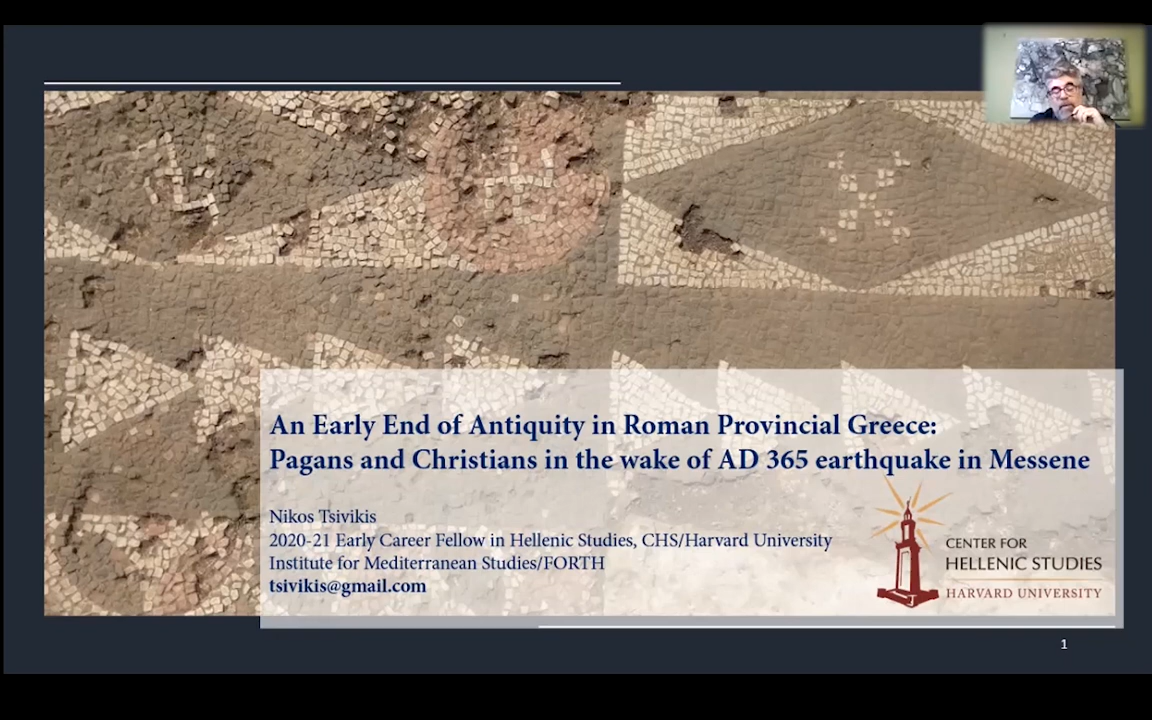 An Early End of Antiquity in Roman Provincial Greece:
Pagans and Christians in the wake of AD 365 earthquake in Messene
Nikos Tsivikis
2020-21 Early Career Fellow in Hellenic Studies, CHS/Harvard University
Institute for Mediterranean Studies/FORTH
tsivikis@gmail.com
CENTER FOR
HELLENIC STUDIES
HARVARD UNIVERSITY
1